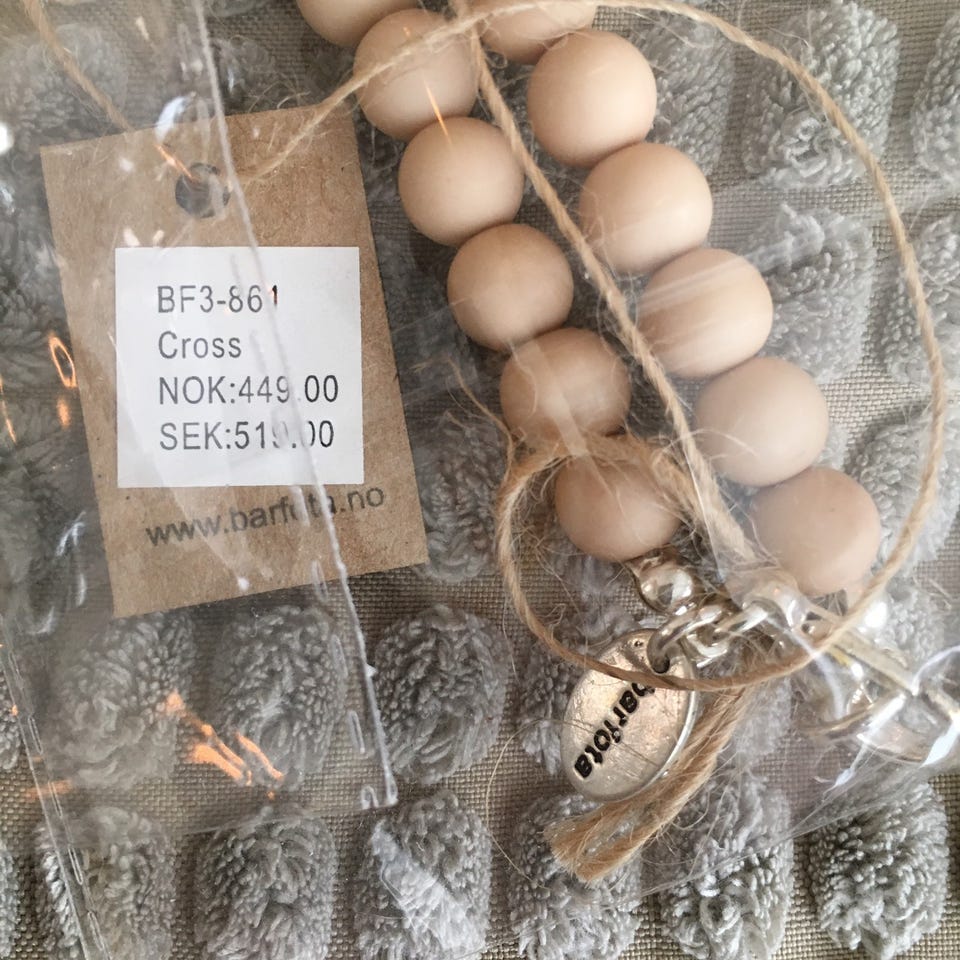 BF3-861
Cross
NOK:449.00
SEK:519.00
www.barfota.no
barfota